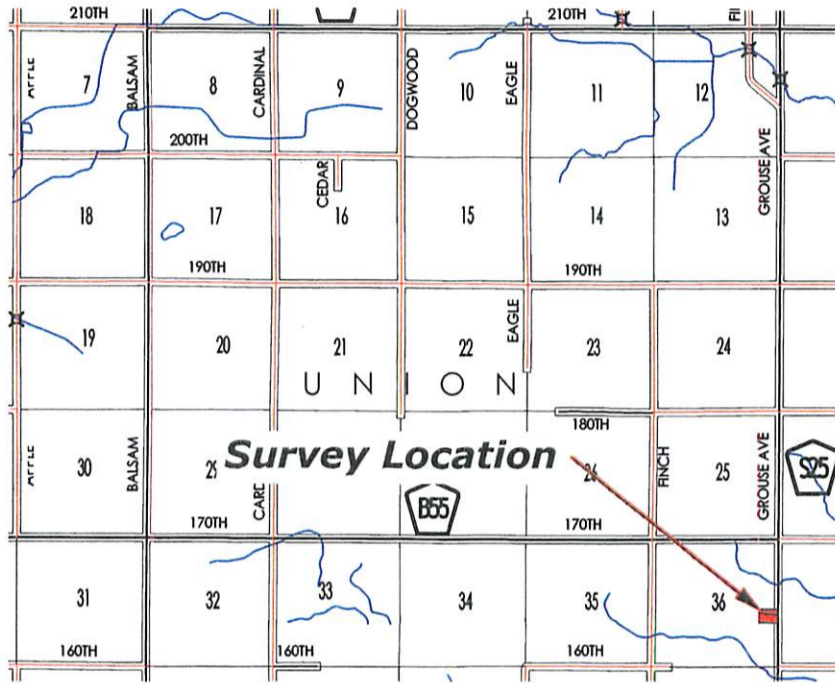 210TH 210TH
7 BALSAM 8 CARDINAL 9 DOGWOOD 10 EAGLE 11 12
200TH
GROUSE AVE
CEDAR
18 17 16 15 14 13
190TH 190TH
19 20 21 22 EAGLE 23 24
UNION
180TH
30 BALSAM Survey Location 26 FINCH 25 GROUSE AVE S25
B55
170TH 170TH
31 32 33 34 35 36
160TH 160TH 160TH